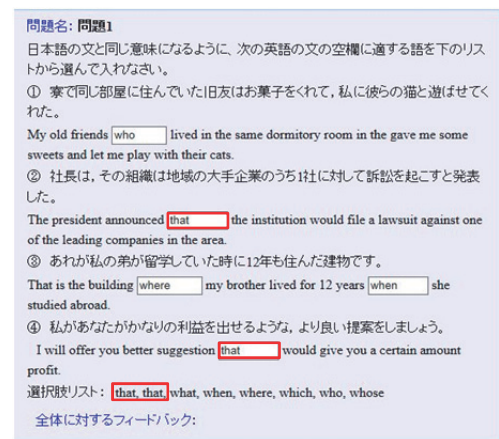 問題名: 問題1
日本語の文と同じ意味になるように、次の英語の文の空欄に適する語を下のリス
トから選んで入れなさい。
① 寮で同じ部屋に住んでいた旧友はお菓子をくれて，私に彼らの猫と遊ばせてく
れた。
My old friends who lived in the same dormitory room in the gave me some
sweets and let me play with their cats.
② 社長は，その組織は地域の大手企業のうち1社に対して訴訟を起こすと発表
した。
The president announced that the institution would file a lawsuit against one
of the leading companies in the area.
③ あれが私の弟が留学していた時に12年も住んだ建物です。
That is the building where my brother lived for 12 years when she
studied abroad.
④ 私があなたがかなりの利益を出せるような，より良い提案をしましょう。
I will offer you better suggestion that would give you a certain amount
profit.
選択肢リスト： that, that, what, when, where, which, who, whose
全体に対するフィードバック: